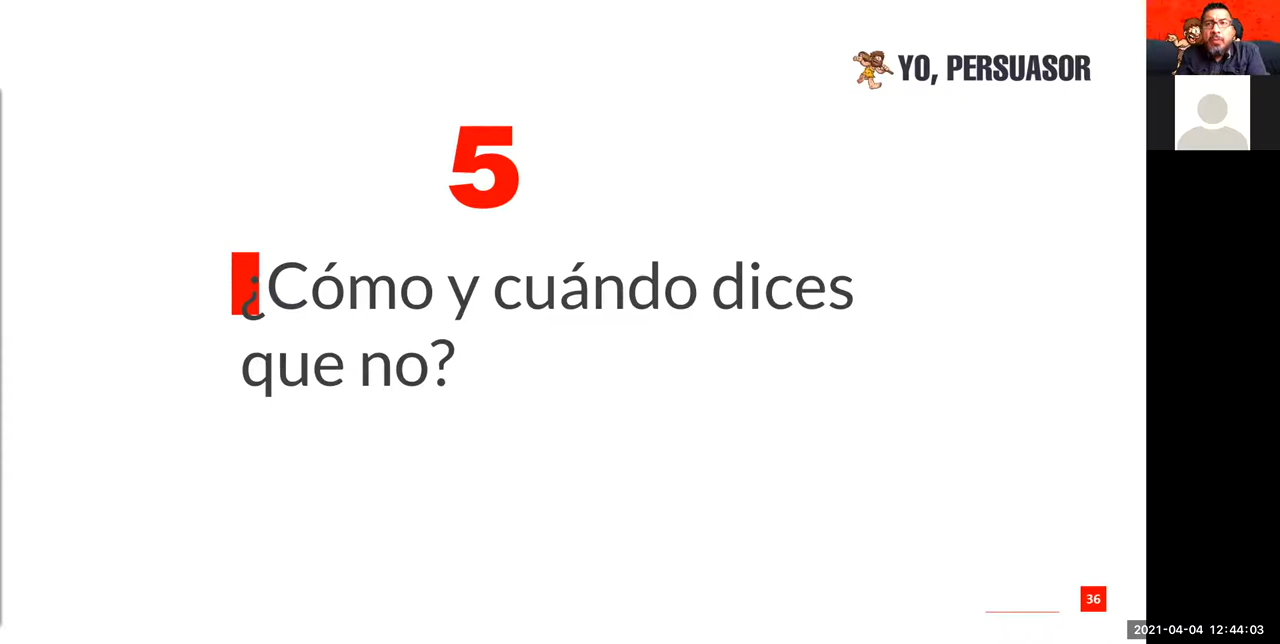 YO, PERSUASOR
5
¿Cómo y cuándo dices
que no?
36
2021-04-04 12:44:03